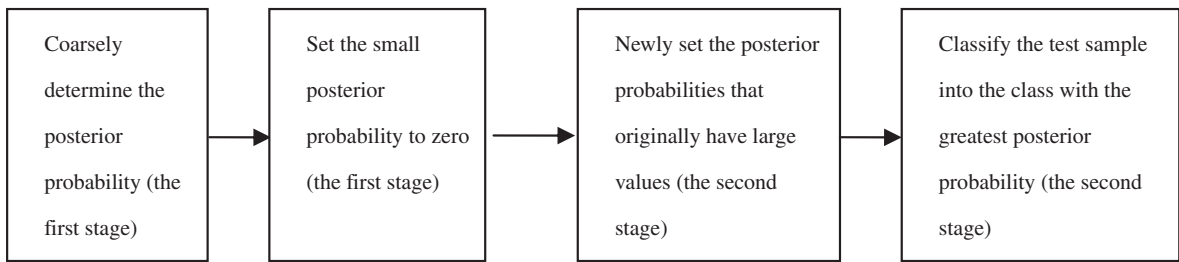 Coarsely
determine the
posterior
probability (the
first stage)
Set the small
posterior
probability to zero
(the first stage)
Newly set the posterior
probabilities that
originally have large
values (the second
stage)
Classify the test sample
into the class with the
greatest posterior
probability (the second
stage)